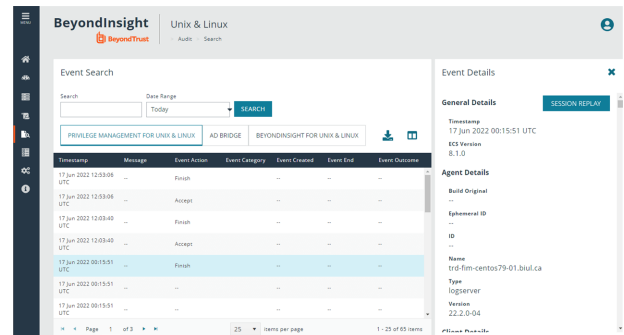 MENU
BeyondInsight
BeyondTrust
Unix & Linux
Audit
Search
Event Search
Search
Date Range
Today
SEARCH
PRIVILEGE MANAGEMENT FOR UNIX & LINUX
AD BRIDGE
BEYONDINSIGHT FOR UNIX & LINUX
Timestamp Message Event Action Event Category Event Created Event End Event Outcome
17 Jun 2022 12:53:06 UTC -- Finish -- -- --
17 Jun 2022 12:53:06 UTC -- Accept -- -- --
17 Jun 2022 12:03:40 UTC -- Finish -- -- --
17 Jun 2022 12:03:40 UTC -- Accept -- -- --
17 Jun 2022 00:15:51 UTC -- Finish -- -- --
17 Jun 2022 00:15:51 UTC -- -- -- -- --
17 Jun 2022 00:15:51 UTC -- Finish -- -- --
Page 1 of 3 25 items per page 1 - 25 of 65 items
Event Details
General Details
SESSION REPLAY
Timestamp
17 Jun 2022 00:15:51 UTC
ECS Version
8.1.0
Agent Details
Build Original
--
Ephemeral ID
--
ID
--
Name
trd-fim-centos79-01.biul.ca
Type
logserver
Version
22.2.0-04
Client Details